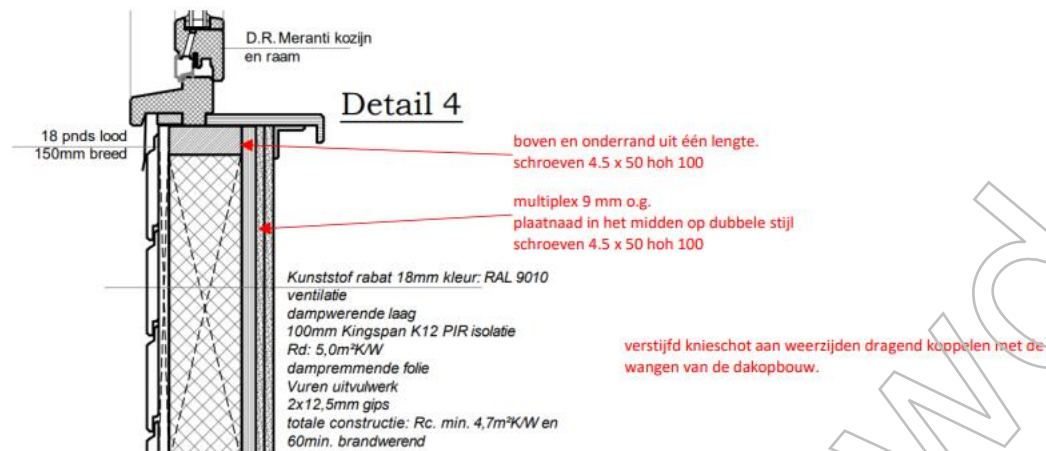 D.R. Meranti kozijn
en raam
Detail 4
18 pnds lood
150mm breed
boven en onderrand uit één lengte.
schroeven 4.5 x 50 hoh 100
multiplex 9 mm o.g.
plaatnaad in het midden op dubbele stijl
schroeven 4.5 x 50 hoh 100
Kunststof rabat 18mm kleur: RAL 9010
ventilatie
dampwerende laag
100mm Kingspan K12 PIR isolatie
Rd: 5,0m²K/W
dampremmende folie
Vuren uitvulwerk
2x12,5mm gips
totale constructie: Rc. min. 4,7m²K/W en
60min. brandwerend
verstijfd knieschot aan weerzijden dragend koppelen met de
wangen van de dakopbouw.